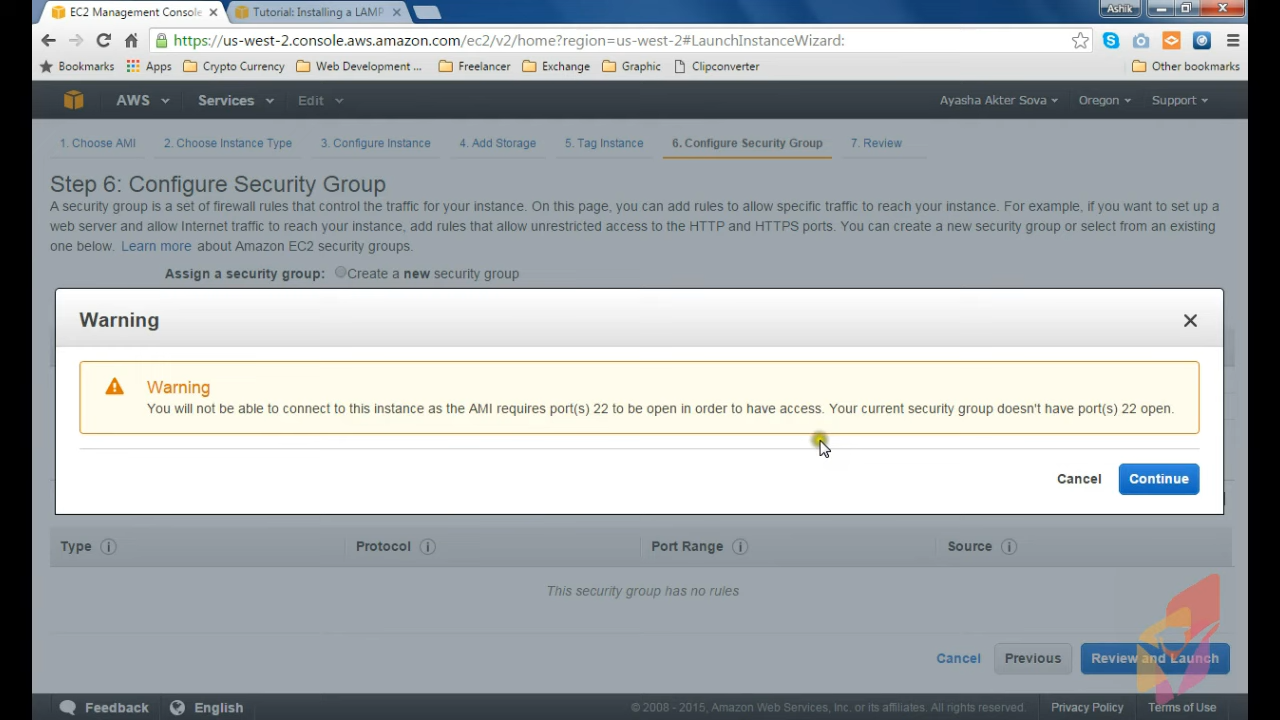 EC2 Management Console
Tutorial: Installing a LAMP
Ashik
https://us-west-2.console.aws.amazon.com/ec2/v2/home?region=us-west-2#LaunchInstanceWizard:
Bookmarks Apps Crypto Currency Web Development ... Freelancer Exchange Graphic Clipconverter Other bookmarks
AWS Services Edit Ayasha Akter Sova Oregon Support
1. Choose AMI 2. Choose Instance Type 3. Configure Instance 4. Add Storage 5. Tag Instance 6. Configure Security Group 7. Review
Step 6: Configure Security Group
A security group is a set of firewall rules that control the traffic for your instance. On this page, you can add rules to allow specific traffic to reach your instance. For example, if you want to set up a
web server and allow Internet traffic to reach your instance, add rules that allow unrestricted access to the HTTP and HTTPS ports. You can create a new security group or select from an existing
one below. Learn more about Amazon EC2 security groups.
Assign a security group: Create a new security group
Warning
Warning
You will not be able to connect to this instance as the AMI requires port(s) 22 to be open in order to have access. Your current security group doesn't have port(s) 22 open.
Cancel Continue
Type Protocol Port Range Source
This security group has no rules
Cancel Previous Review and Launch
Feedback English © 2008 - 2015, Amazon Web Services, Inc. or its affiliates. All rights reserved. Privacy Policy Terms of Use